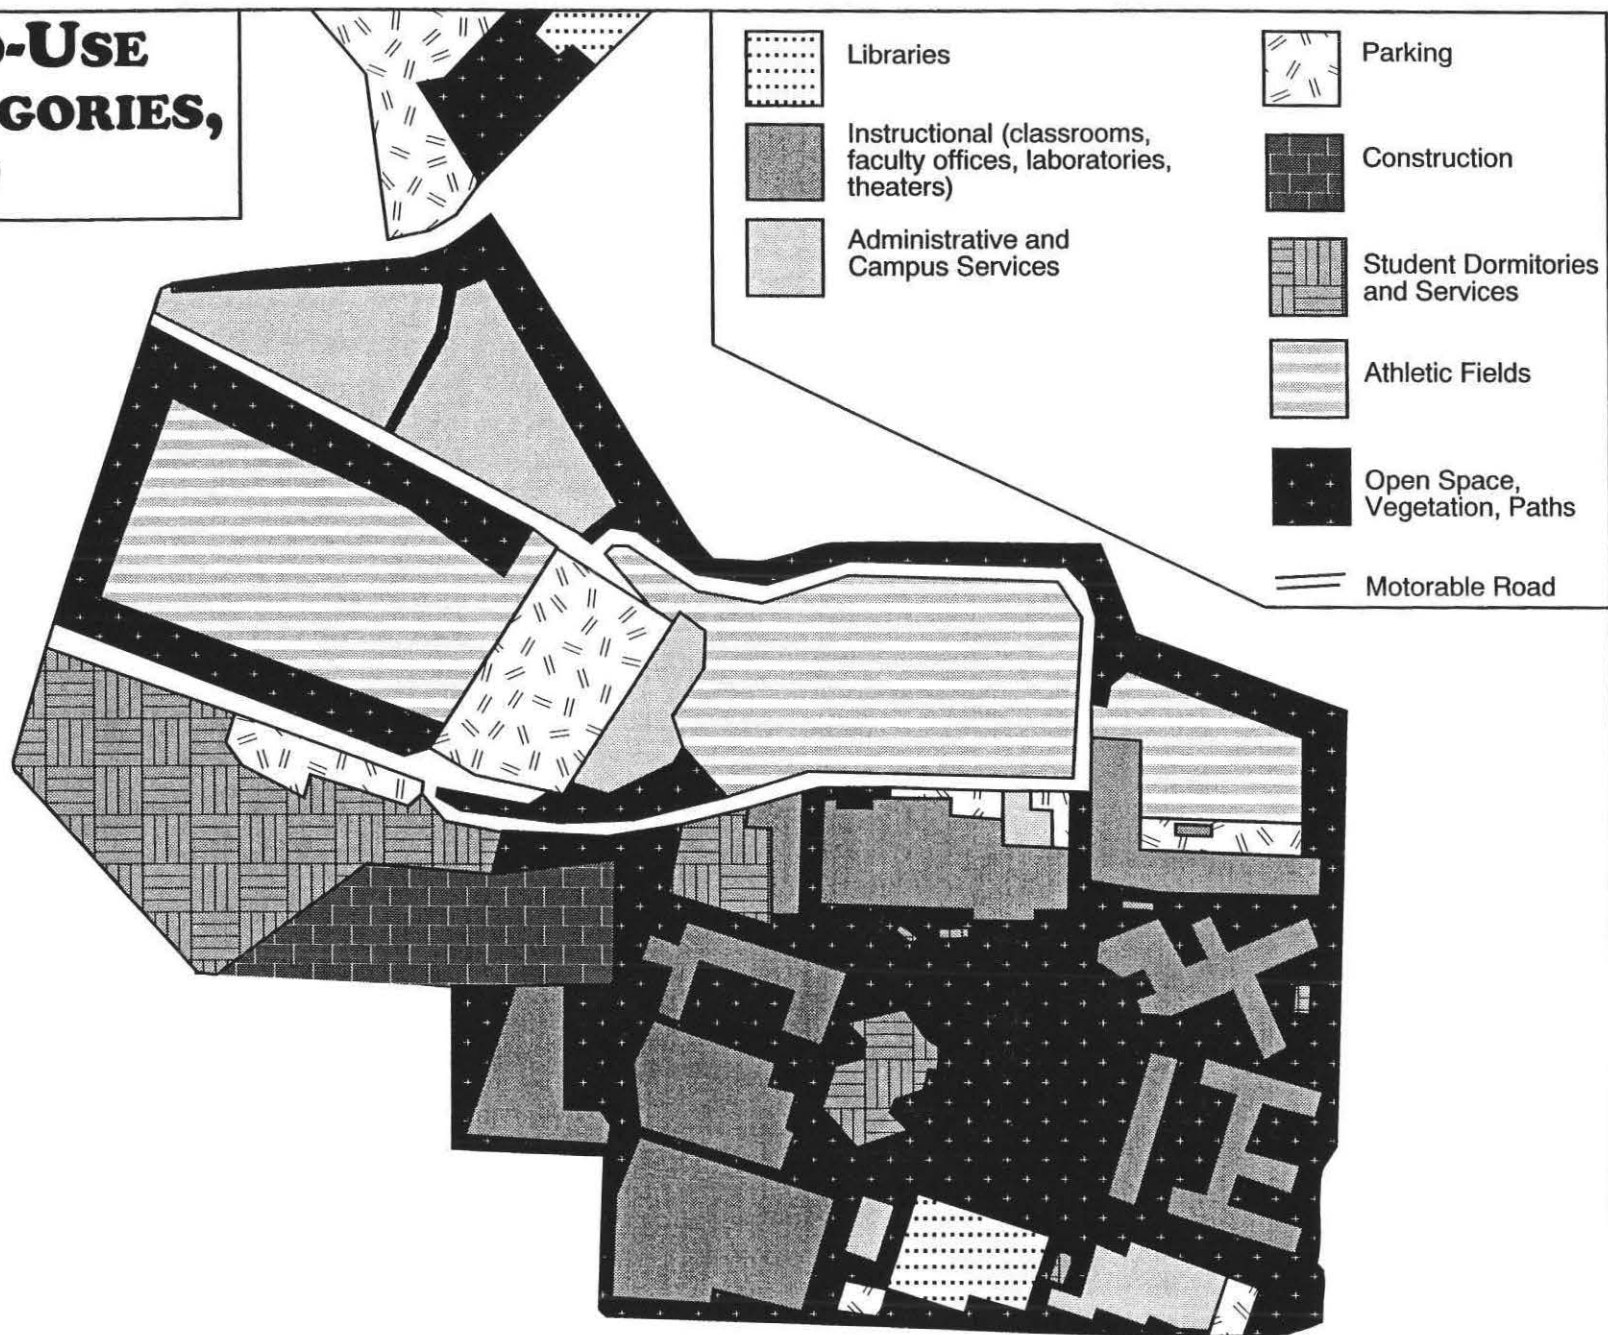 -USE
GORIES,
Libraries
Instructional (classrooms,
faculty offices, laboratories,
theaters)
Administrative and
Campus Services
Parking
Construction
Student Dormitories
and Services
Athletic Fields
Open Space,
Vegetation, Paths
Motorable Road